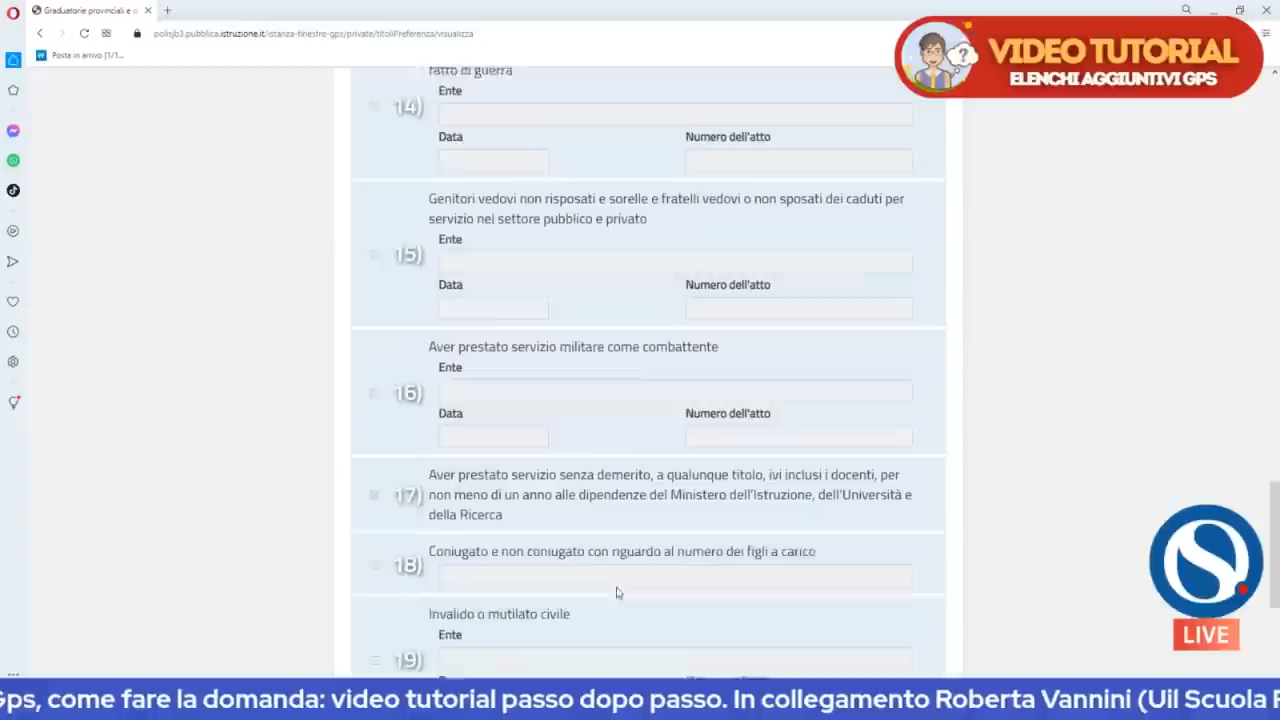 Graduatorie provinciali e d
polisjb3.pubblica.istruzione.it/istanza-finestre-gps/private/titoliPreferenza/visualizza
Posta in arrivo (1/1...
VIDEO TUTORIAL
ELENCHI AGGIUNTIVI GPS
fatto di guerra
14)
Ente
Data
Numero dell'atto
Genitori vedovi non risposati e sorelle e fratelli vedovi o non sposati dei caduti per
servizio nel settore pubblico e privato
15)
Ente
Data
Numero dell'atto
Aver prestato servizio militare come combattente
16)
Ente
Data
Numero dell'atto
Aver prestato servizio senza demerito, a qualunque titolo, ivi inclusi i docenti, per
17) non meno di un anno alle dipendenze del Ministero dell'Istruzione, dell'Università e
della Ricerca
18) Coniugato e non coniugato con riguardo al numero dei figli a carico
Invalido o mutilato civile
Ente
19)
S
LIVE
Gps, come fare la domanda: video tutorial passo dopo passo. In collegamento Roberta Vannini (Uil Scuola